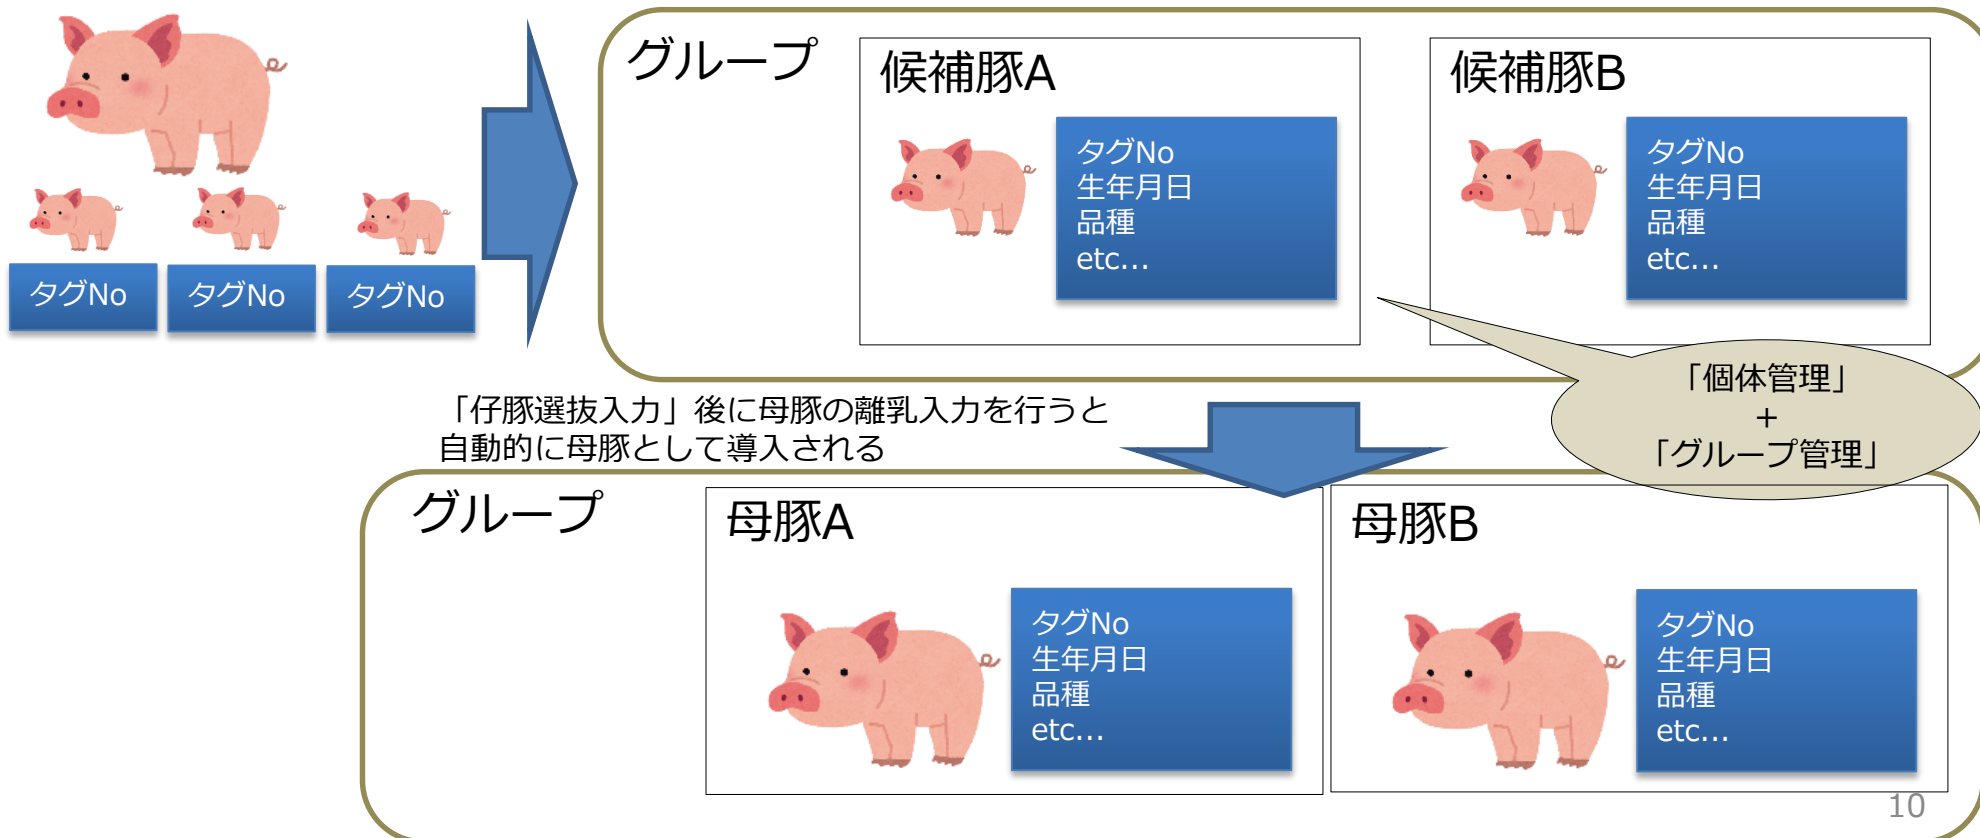 タグNo
タグNo
タグNo
グループ
候補豚A
タグNo
生年月日
品種
etc…
候補豚B
タグNo
生年月日
品種
etc…
「個体管理」
+
「グループ管理」
「仔豚選抜入力」後に母豚の離乳入力を行うと
自動的に母豚として導入される
グループ
母豚A
タグNo
生年月日
品種
etc…
母豚B
タグNo
生年月日
品種
etc…
10